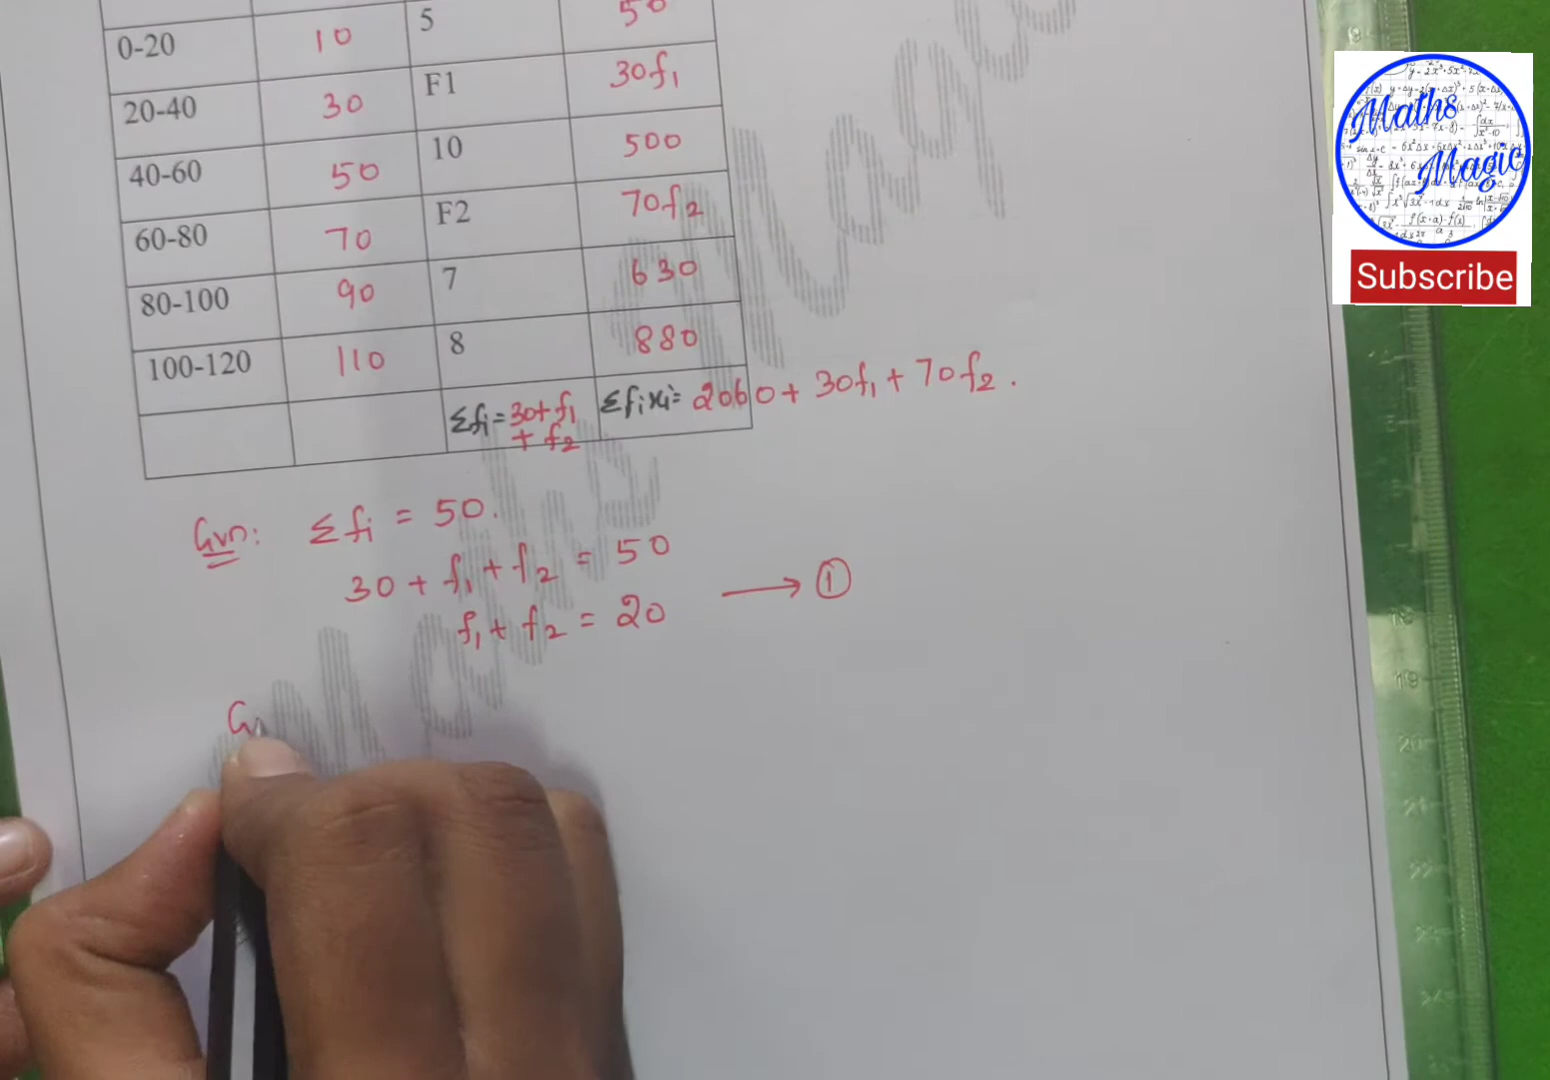 0-20 10 5 50
20-40 30 F1 30f₁
40-60 50 10 500
60-80 70 F2 70f₂
80-100 90 7 630
100-120 110 8 880
Σfi = 30+f₁ + f₂ Σfixi = 2060 + 30f₁ + 70f₂ .
Gvn: Σfi = 50.
30 + f₁ + f₂ = 50
f₁ + f₂ = 20 → ①
G
Maths
Magic
Subscribe